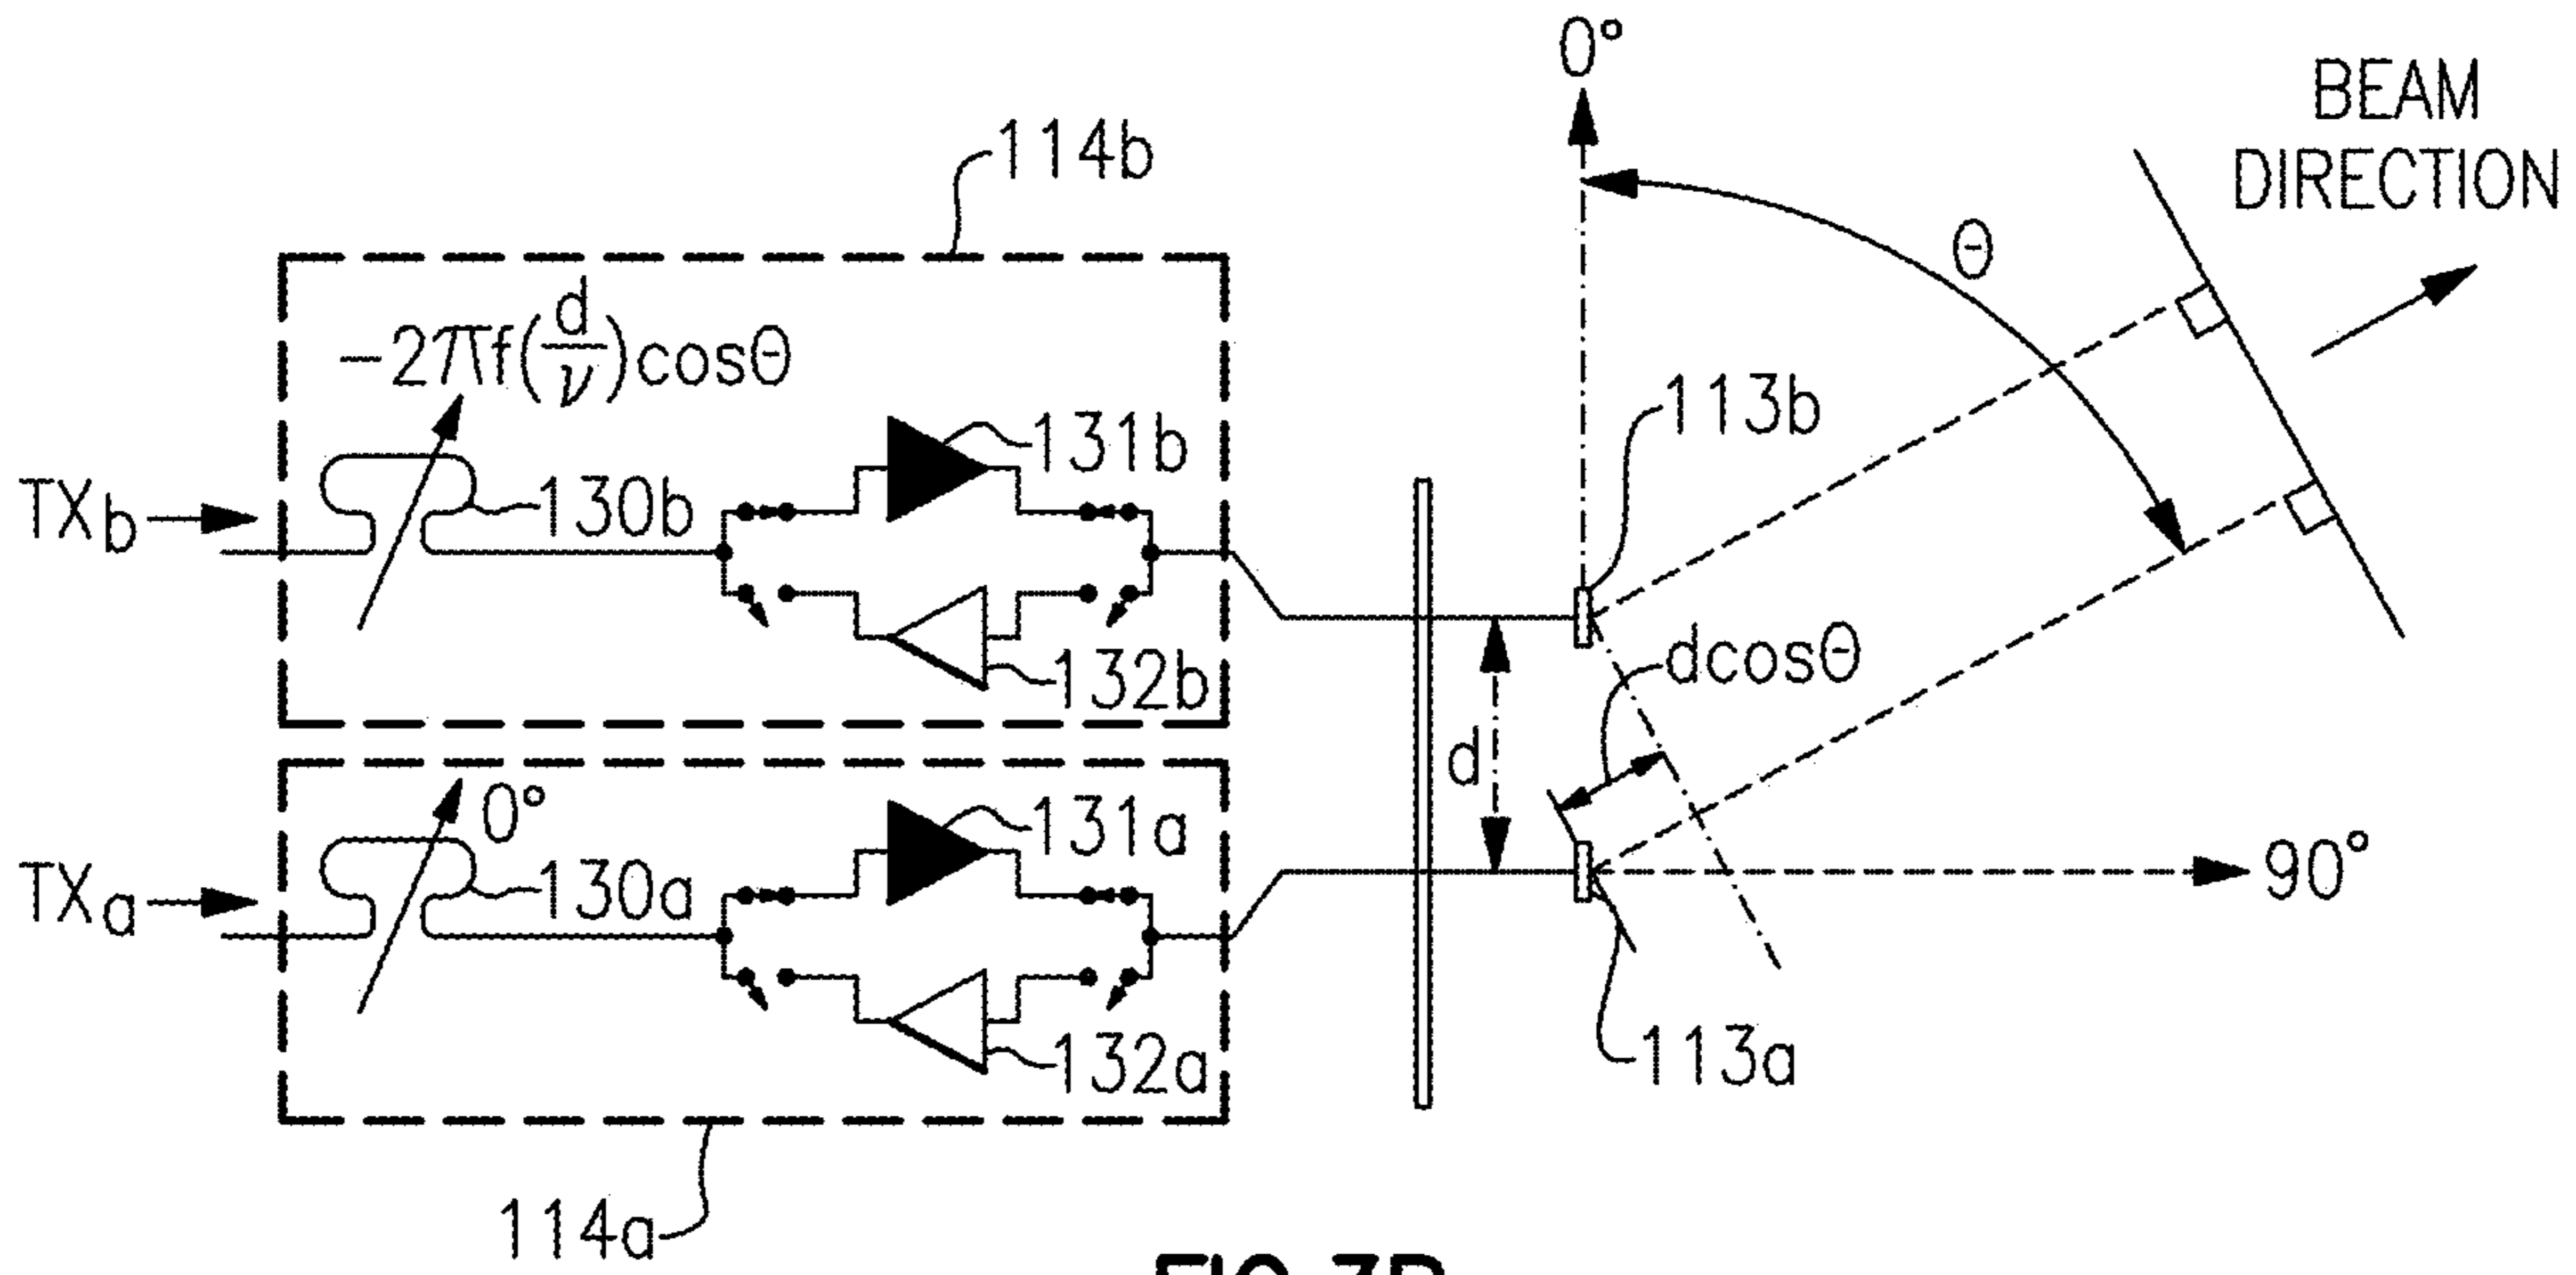 0°
BEAM
DIRECTION
θ
114b
-2πf(d/ν)cosθ
113b
131b
TXb
130b
dcosθ
132b
d
0°
131a
TXa
130a
90°
132a
113a
114a